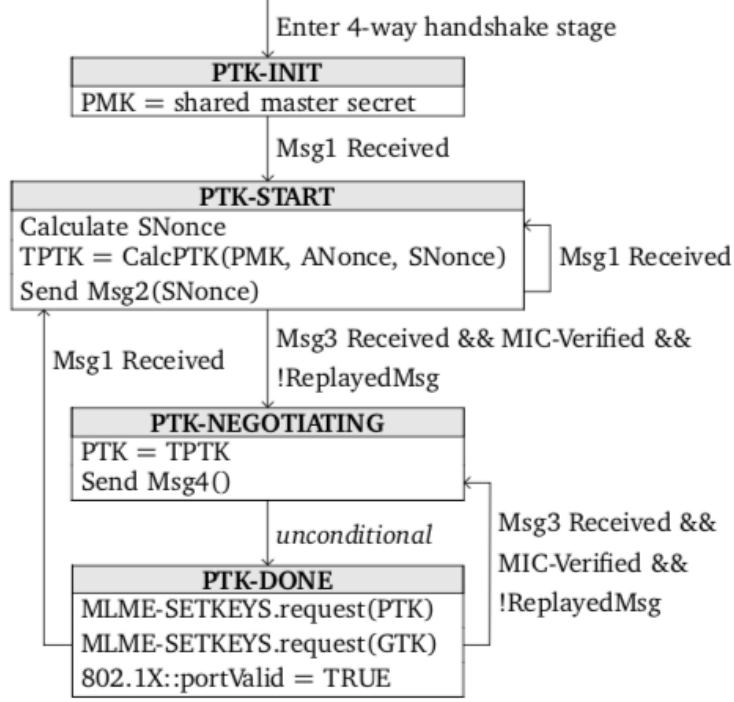 Enter 4-way handshake stage
PTK-INIT
PMK = shared master secret
Msg1 Received
PTK-START
Calculate SNonce
TPTK = CalcPTK(PMK, ANonce, SNonce)
Send Msg2(SNonce)
Msg1 Received
Msg3 Received && MIC-Verified &&
!ReplayedMsg
Msg1 Received
PTK-NEGOTIATING
PTK = TPTK
Send Msg4()
unconditional
Msg3 Received &&
MIC-Verified &&
!ReplayedMsg
PTK-DONE
MLME-SETKEYS.request(PTK)
MLME-SETKEYS.request(GTK)
802.1X::portValid = TRUE